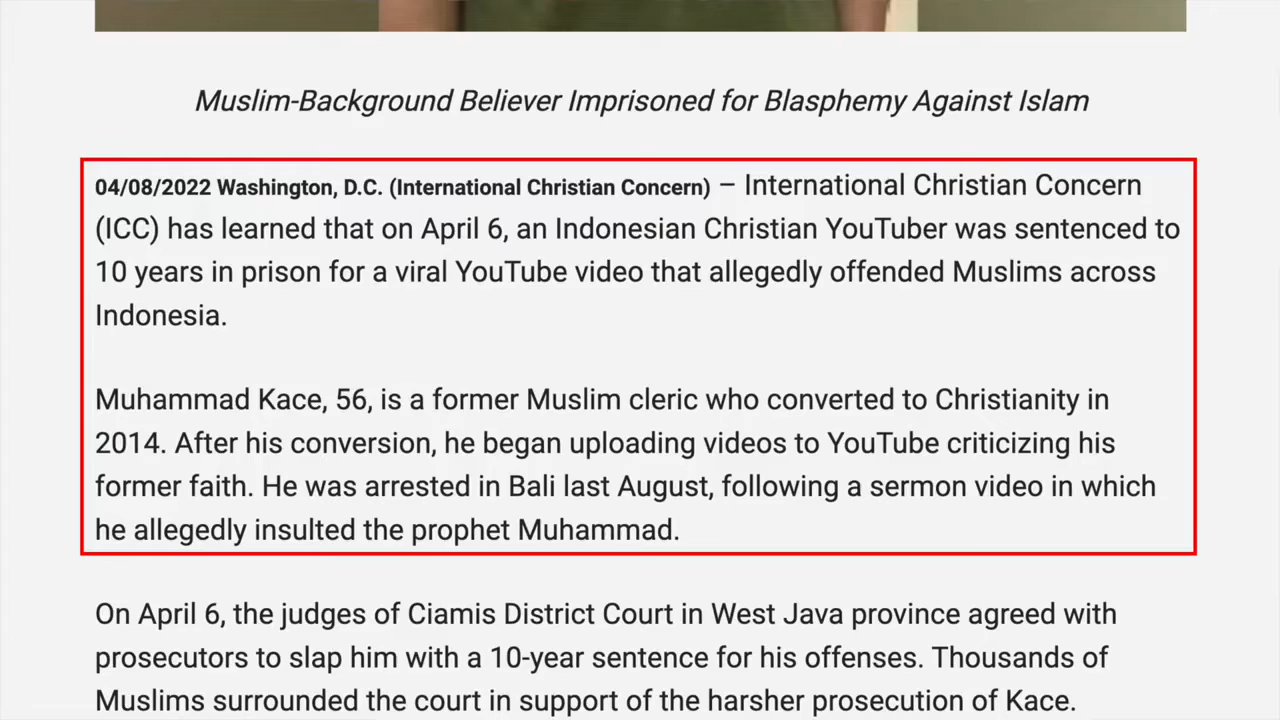 Muslim-Background Believer Imprisoned for Blasphemy Against Islam
04/08/2022 Washington, D.C. (International Christian Concern) – International Christian Concern
(ICC) has learned that on April 6, an Indonesian Christian YouTuber was sentenced to
10 years in prison for a viral YouTube video that allegedly offended Muslims across
Indonesia.
Muhammad Kace, 56, is a former Muslim cleric who converted to Christianity in
2014. After his conversion, he began uploading videos to YouTube criticizing his
former faith. He was arrested in Bali last August, following a sermon video in which
he allegedly insulted the prophet Muhammad.
On April 6, the judges of Ciamis District Court in West Java province agreed with
prosecutors to slap him with a 10-year sentence for his offenses. Thousands of
Muslims surrounded the court in support of the harsher prosecution of Kace.